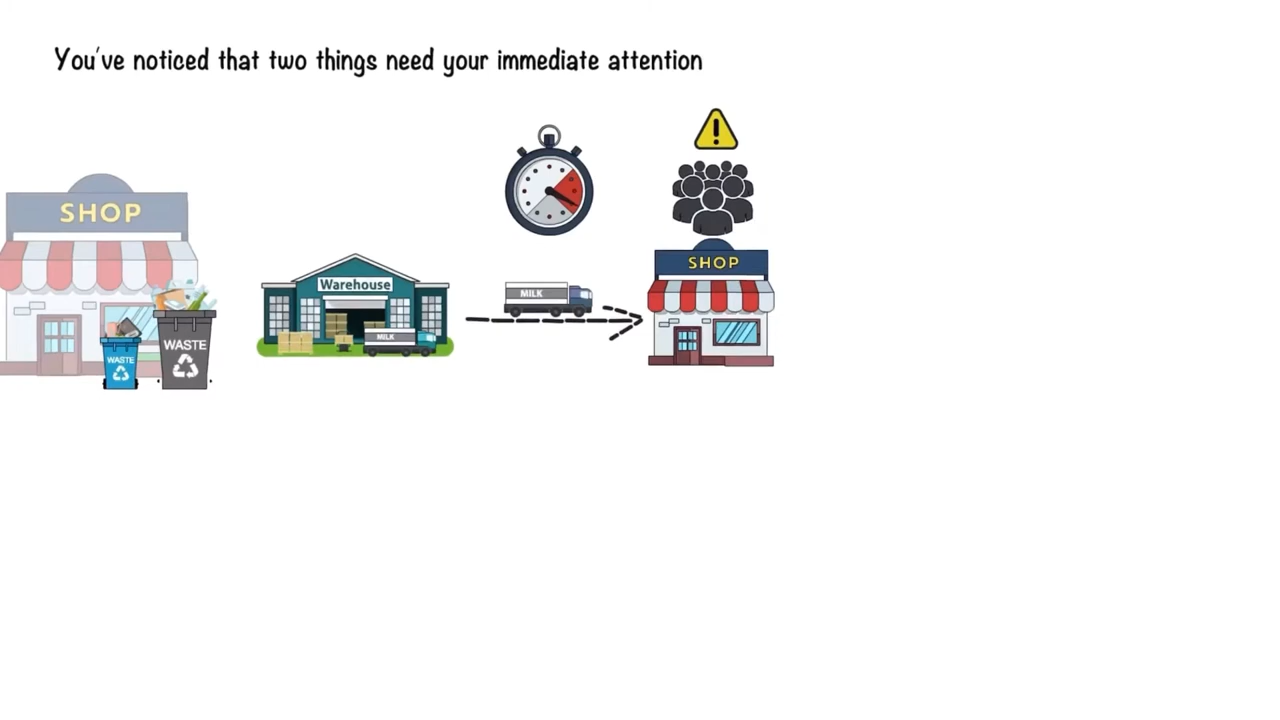 You've noticed that two things need your immediate attention
SHOP
WASTE
WASTE
Warehouse
MILK
MILK
SHOP